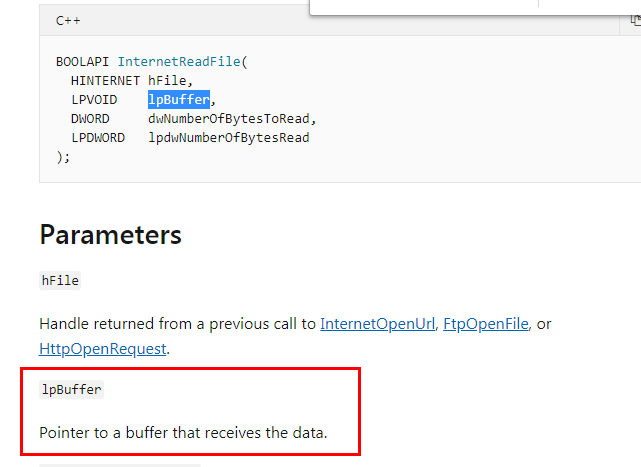 C++
BOOLAPI InternetReadFile(
HINTERNET hFile,
LPVOID lpBuffer,
DWORD dwNumberOfBytesToRead,
LPDWORD lpdwNumberOfBytesRead
);
Parameters
hFile
Handle returned from a previous call to InternetOpenUrl, FtpOpenFile, or
HttpOpenRequest.
lpBuffer
Pointer to a buffer that receives the data.